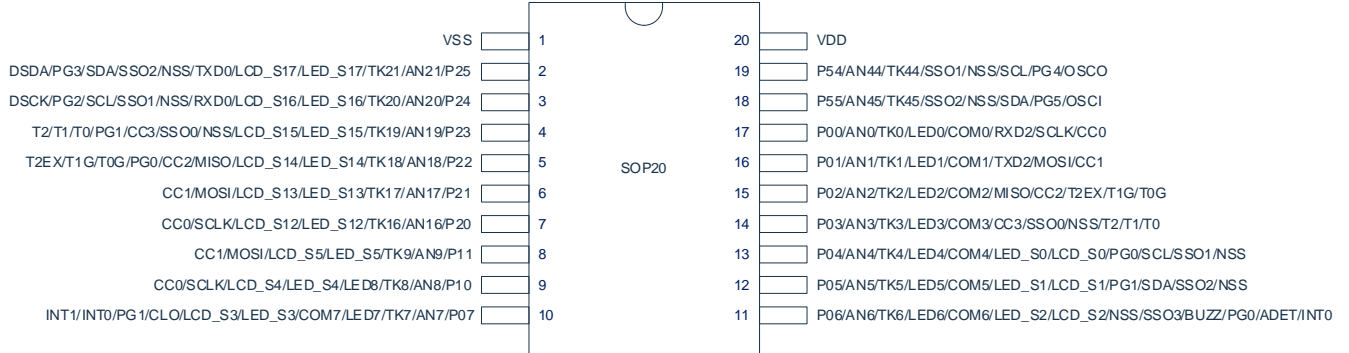 VSS 1 20 VDD
DSDA/PG3/SDA/SSO2/NSS/TXD0/LCD_S17/LED_S17/TK21/AN21/P25 2 19 P54/AN44/TK44/SSO1/NSS/SCL/PG4/OSCO
DSCK/PG2/SCL/SSO1/NSS/RXD0/LCD_S16/LED_S16/TK20/AN20/P24 3 18 P55/AN45/TK45/SSO2/NSS/SDA/PG5/OSCI
T2/T1/T0/PG1/CC3/SSO0/NSS/LCD_S15/LED_S15/TK19/AN19/P23 4 17 P00/AN0/TK0/LED0/COM0/RXD2/SCLK/CC0
T2EX/T1G/T0G/PG0/CC2/MISO/LCD_S14/LED_S14/TK18/AN18/P22 5 16 P01/AN1/TK1/LED1/COM1/TXD2/MOSI/CC1
SOP20
CC1/MOSI/LCD_S13/LED_S13/TK17/AN17/P21 6 15 P02/AN2/TK2/LED2/COM2/MISO/CC2/T2EX/T1G/T0G
CC0/SCLK/LCD_S12/LED_S12/TK16/AN16/P20 7 14 P03/AN3/TK3/LED3/COM3/CC3/SSO0/NSS/T2/T1/T0
CC1/MOSI/LCD_S5/LED_S5/TK9/AN9/P11 8 13 P04/AN4/TK4/LED4/COM4/LED_S0/LCD_S0/PG0/SCL/SSO1/NSS
CC0/SCLK/LCD_S4/LED_S4/LED8/TK8/AN8/P10 9 12 P05/AN5/TK5/LED5/COM5/LED_S1/LCD_S1/PG1/SDA/SSO2/NSS
INT1/INT0/PG1/CLO/LCD_S3/LED_S3/COM7/LED7/TK7/AN7/P07 10 11 P06/AN6/TK6/LED6/COM6/LED_S2/LCD_S2/NSS/SSO3/BUZZ/PG0/ADET/INT0